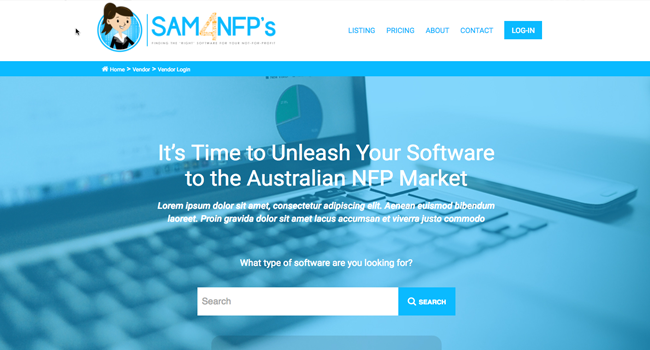 SAM4NFP's
FINDING THE 'RIGHT' SOFTWARE FOR YOUR NOT-FOR-PROFIT
LISTING PRICING ABOUT CONTACT LOG-IN
Home > Vendor > Vendor Login
It's Time to Unleash Your Software
to the Australian NFP Market
Lorem ipsum dolor sit amet, consectetur adipiscing elit. Aenean euismod bibendum
laoreet. Proin gravida dolor sit amet lacus accumsan et viverra justo commodo
What type of software are you looking for?
Search SEARCH